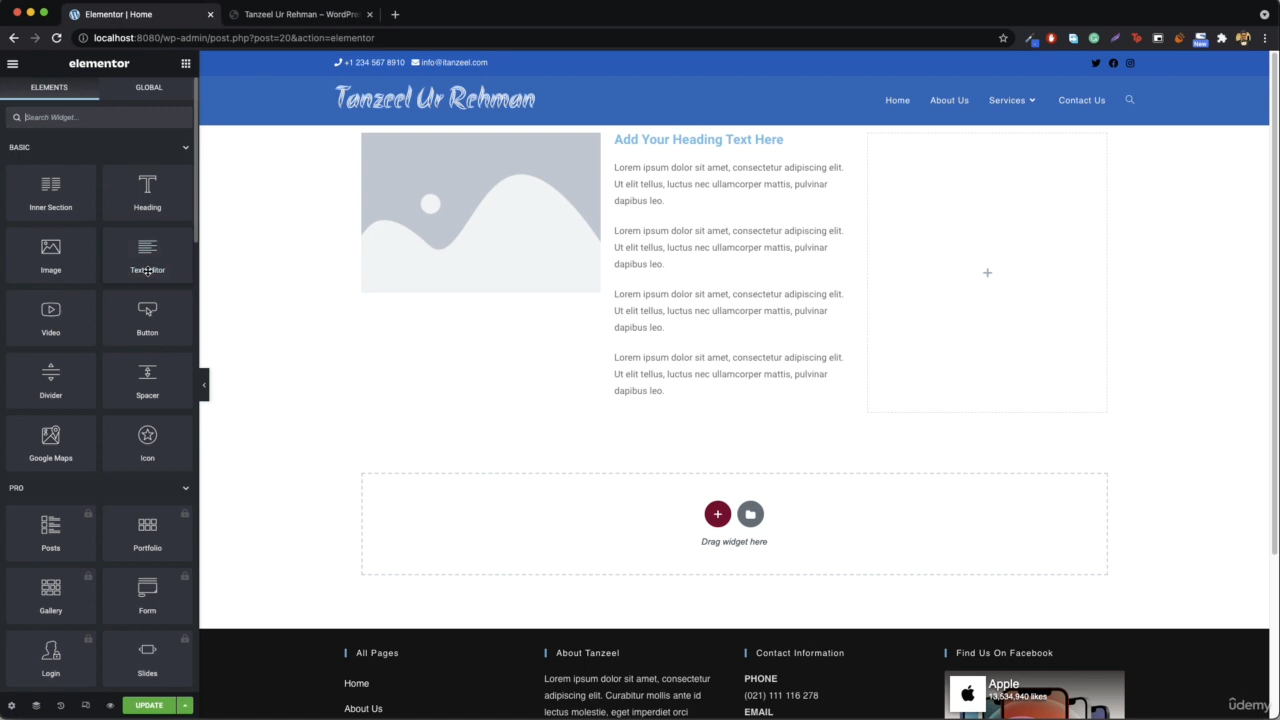 Elementor | Home
Tanzeel Ur Rehman – WordPres
localhost:8080/wp-admin/post.php?post=20&action=elementor
New
elementor
+1 234 567 8910
info@itanzeel.com
ELEMENTS
GLOBAL
Tanzeel Ur Rehman
Home
About Us
Services
Contact Us
Search Widget...
BASIC
Inner Section
Heading
Image
Text Editor
Video
Button
Divider
Spacer
Google Maps
Icon
PRO
Posts
Portfolio
Gallery
Form
Login
Slides
UPDATE
Add Your Heading Text Here
Lorem ipsum dolor sit amet, consectetur adipiscing elit.
Ut elit tellus, luctus nec ullamcorper mattis, pulvinar
dapibus leo.
Lorem ipsum dolor sit amet, consectetur adipiscing elit.
Ut elit tellus, luctus nec ullamcorper mattis, pulvinar
dapibus leo.
Lorem ipsum dolor sit amet, consectetur adipiscing elit.
Ut elit tellus, luctus nec ullamcorper mattis, pulvinar
dapibus leo.
Lorem ipsum dolor sit amet, consectetur adipiscing elit.
Ut elit tellus, luctus nec ullamcorper mattis, pulvinar
dapibus leo.
Drag widget here
All Pages
Home
About Us
About Tanzeel
Lorem ipsum dolor sit amet, consectetur
adipiscing elit. Curabitur mollis ante id
lectus molestie, eget imperdiet orci
Contact Information
PHONE
(021) 111 116 278
EMAIL
Find Us On Facebook
Apple
13,534,940 likes
ûdemy